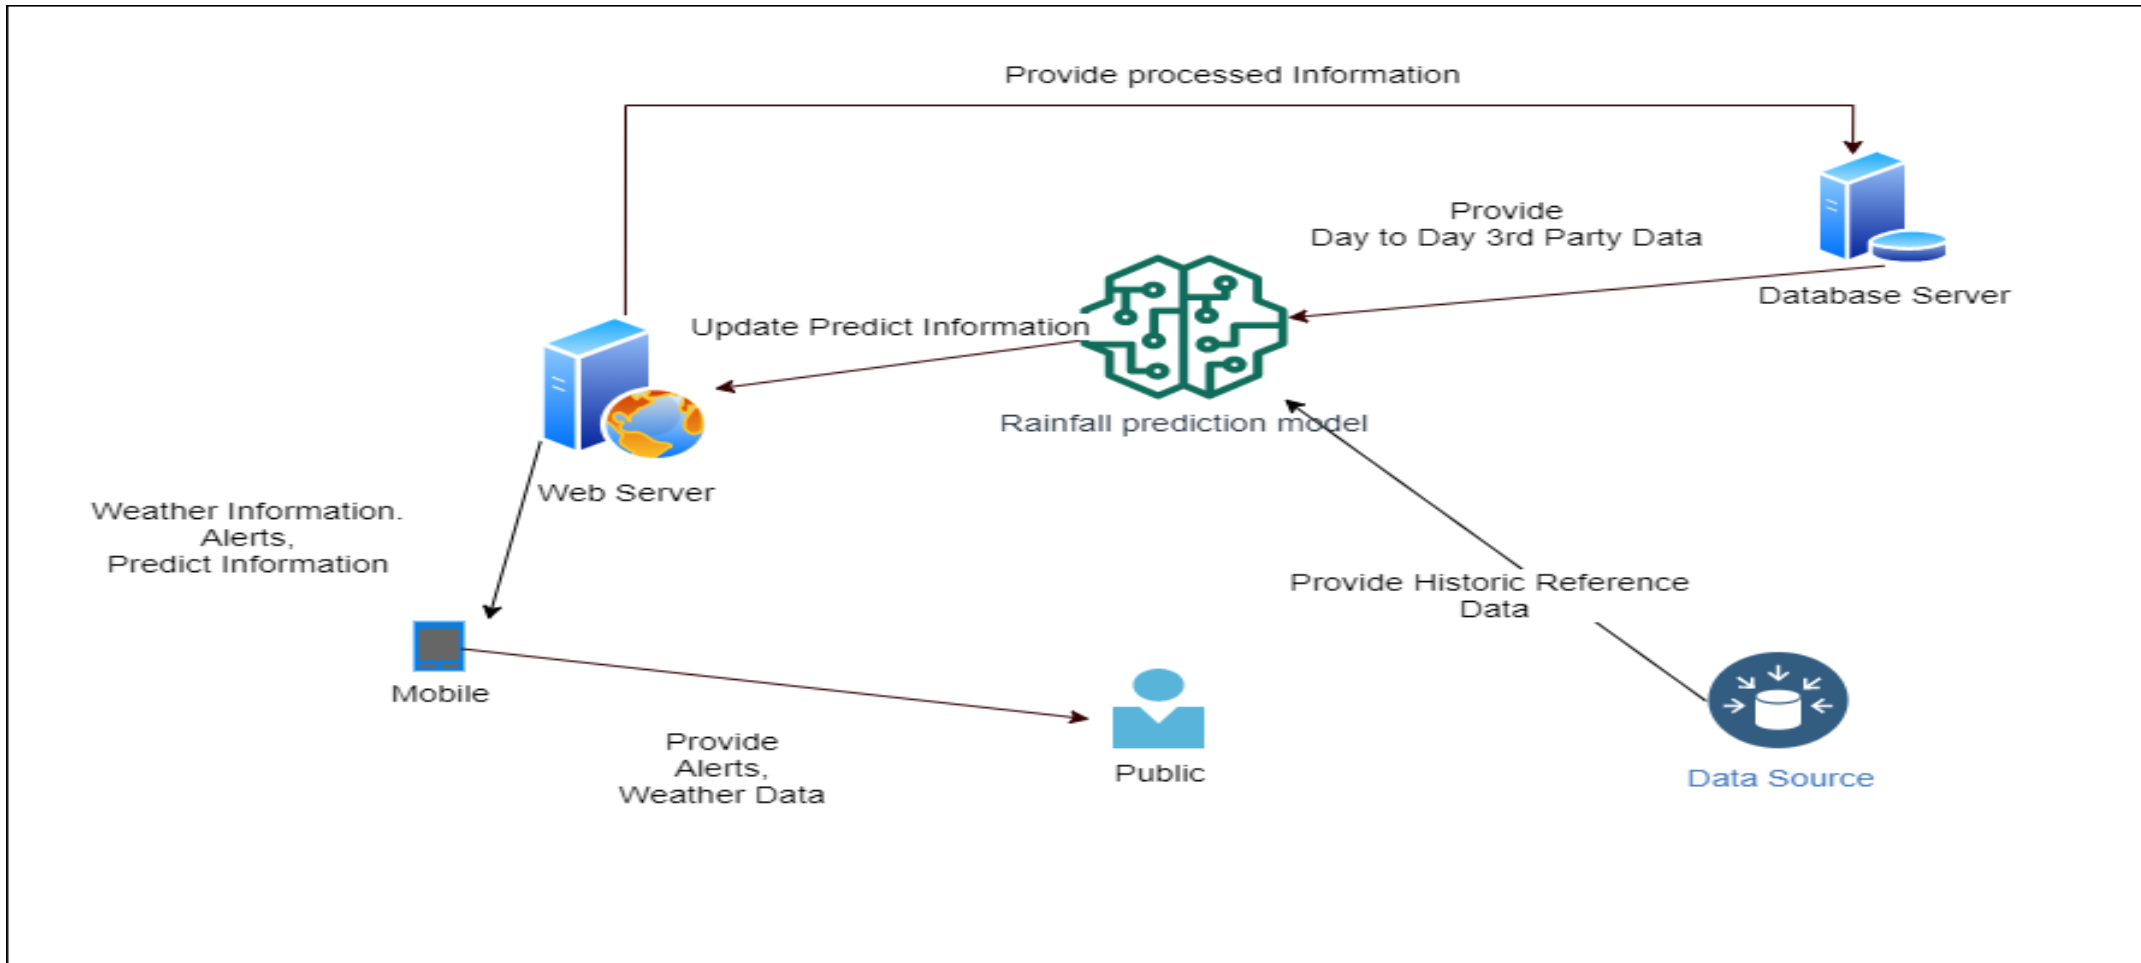 Provide processed Information
Provide
Day to Day 3rd Party Data
Database Server
Update Predict Information
Rainfall prediction model
Web Server
Weather Information.
Alerts,
Predict Information
Provide Historic Reference
Data
Mobile
Provide
Alerts,
Weather Data
Public
Data Source